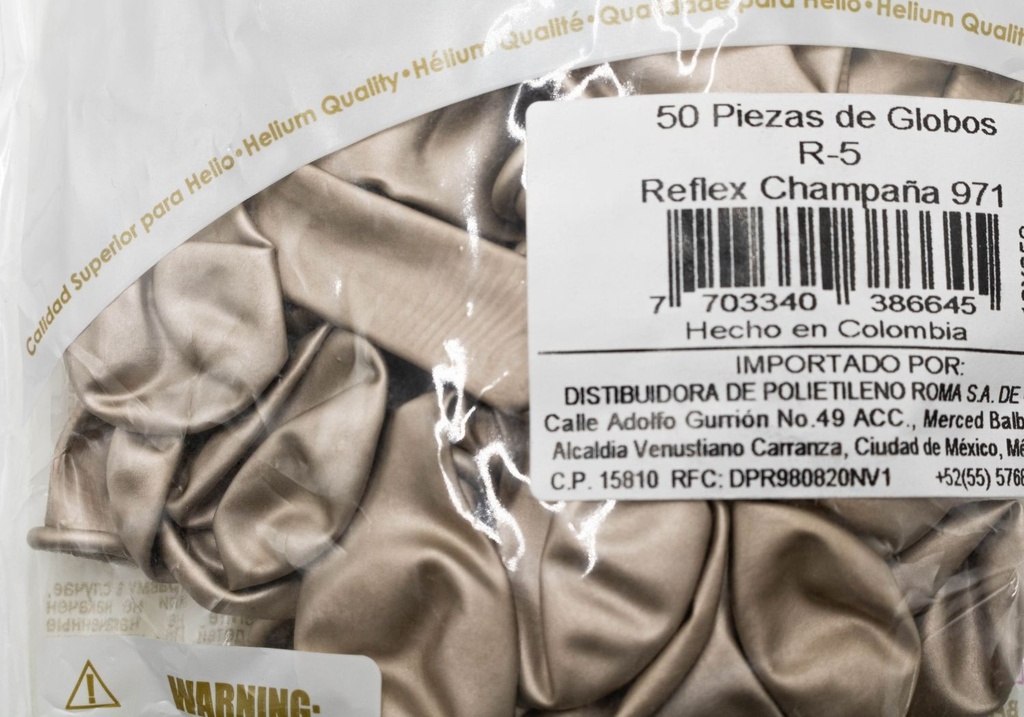 Calidad Superior para Helio • Helium Quality • Hélium Qualité • Qualidade para Hélio • Helium Qualit
50 Piezas de Globos
R-5
Reflex Champaña 971
7 703340 386645
Hecho en Colombia
IMPORTADO POR:
DISTIBUIDORA DE POLIETILENO ROMA S.A. DE
Calle Adolfo Gurrión No.49 ACC., Merced Balb
Alcaldia Venustiano Carranza, Ciudad de México, Mé
C.P. 15810 RFC: DPR980820NV1 +52(55) 576
WARNING: